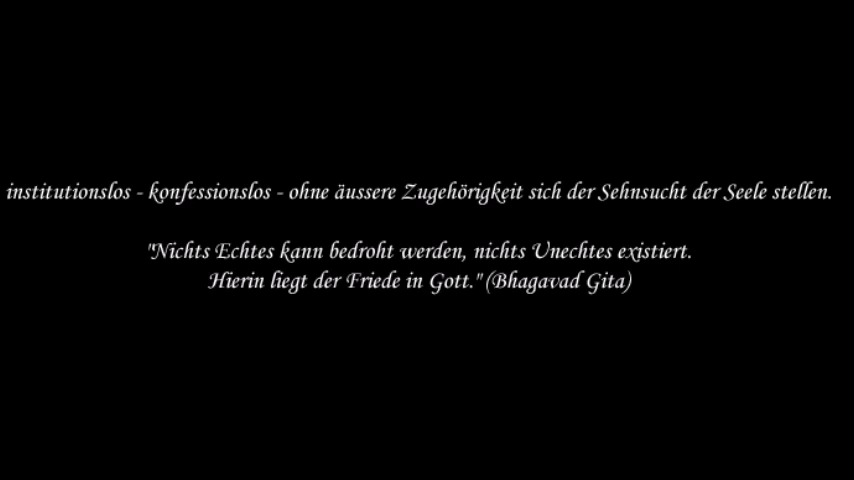 institutionslos - konfessionslos - ohne äussere Zugehörigkeit sich der Sehnsucht der Seele stellen.
"Nichts Echtes kann bedroht werden, nichts Unechtes existiert.
Hierin liegt der Friede in Gott." (Bhagavad Gita)